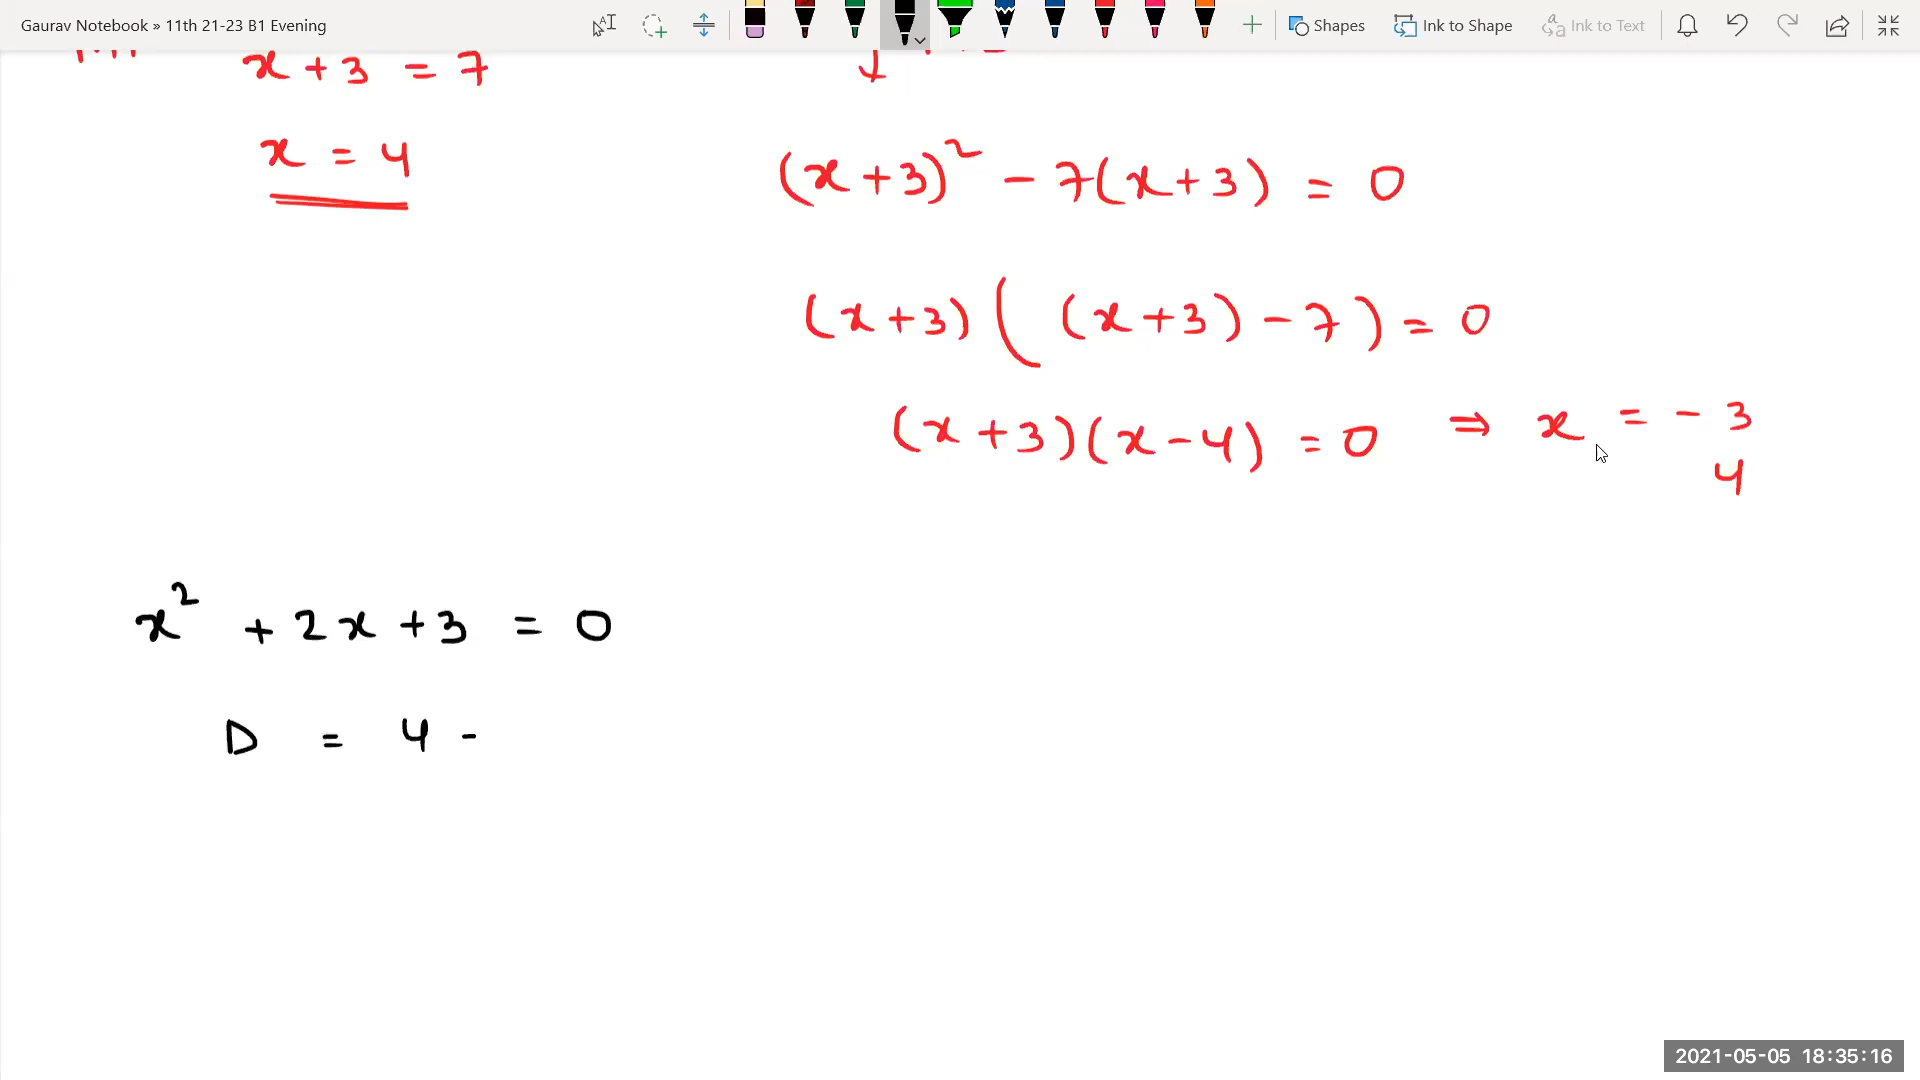 Gaurav Notebook » 11th 21-23 B1 Evening
Shapes
Ink to Shape
Ink to Text
x + 3 = 7
x = 4
(x+3)² - 7(x+3) = 0
(x+3)((x+3)-7) = 0
(x+3)(x-4) = 0 ⇒ x = -3
4
x² + 2x + 3 = 0
D = 4 -
2021-05-05 18:35:16